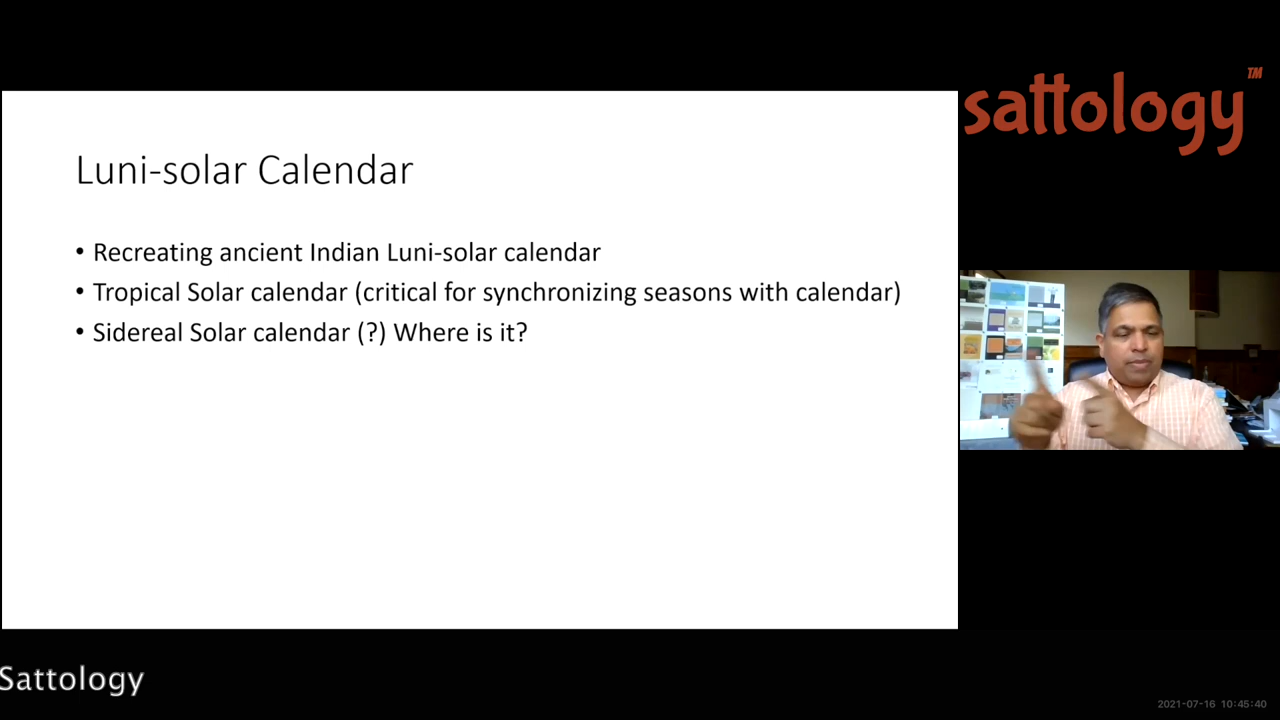 sattology
TM
Luni-solar Calendar
• Recreating ancient Indian Luni-solar calendar
• Tropical Solar calendar (critical for synchronizing seasons with calendar)
• Sidereal Solar calendar (?) Where is it?
Sattology
2021-07-16 10:45:40